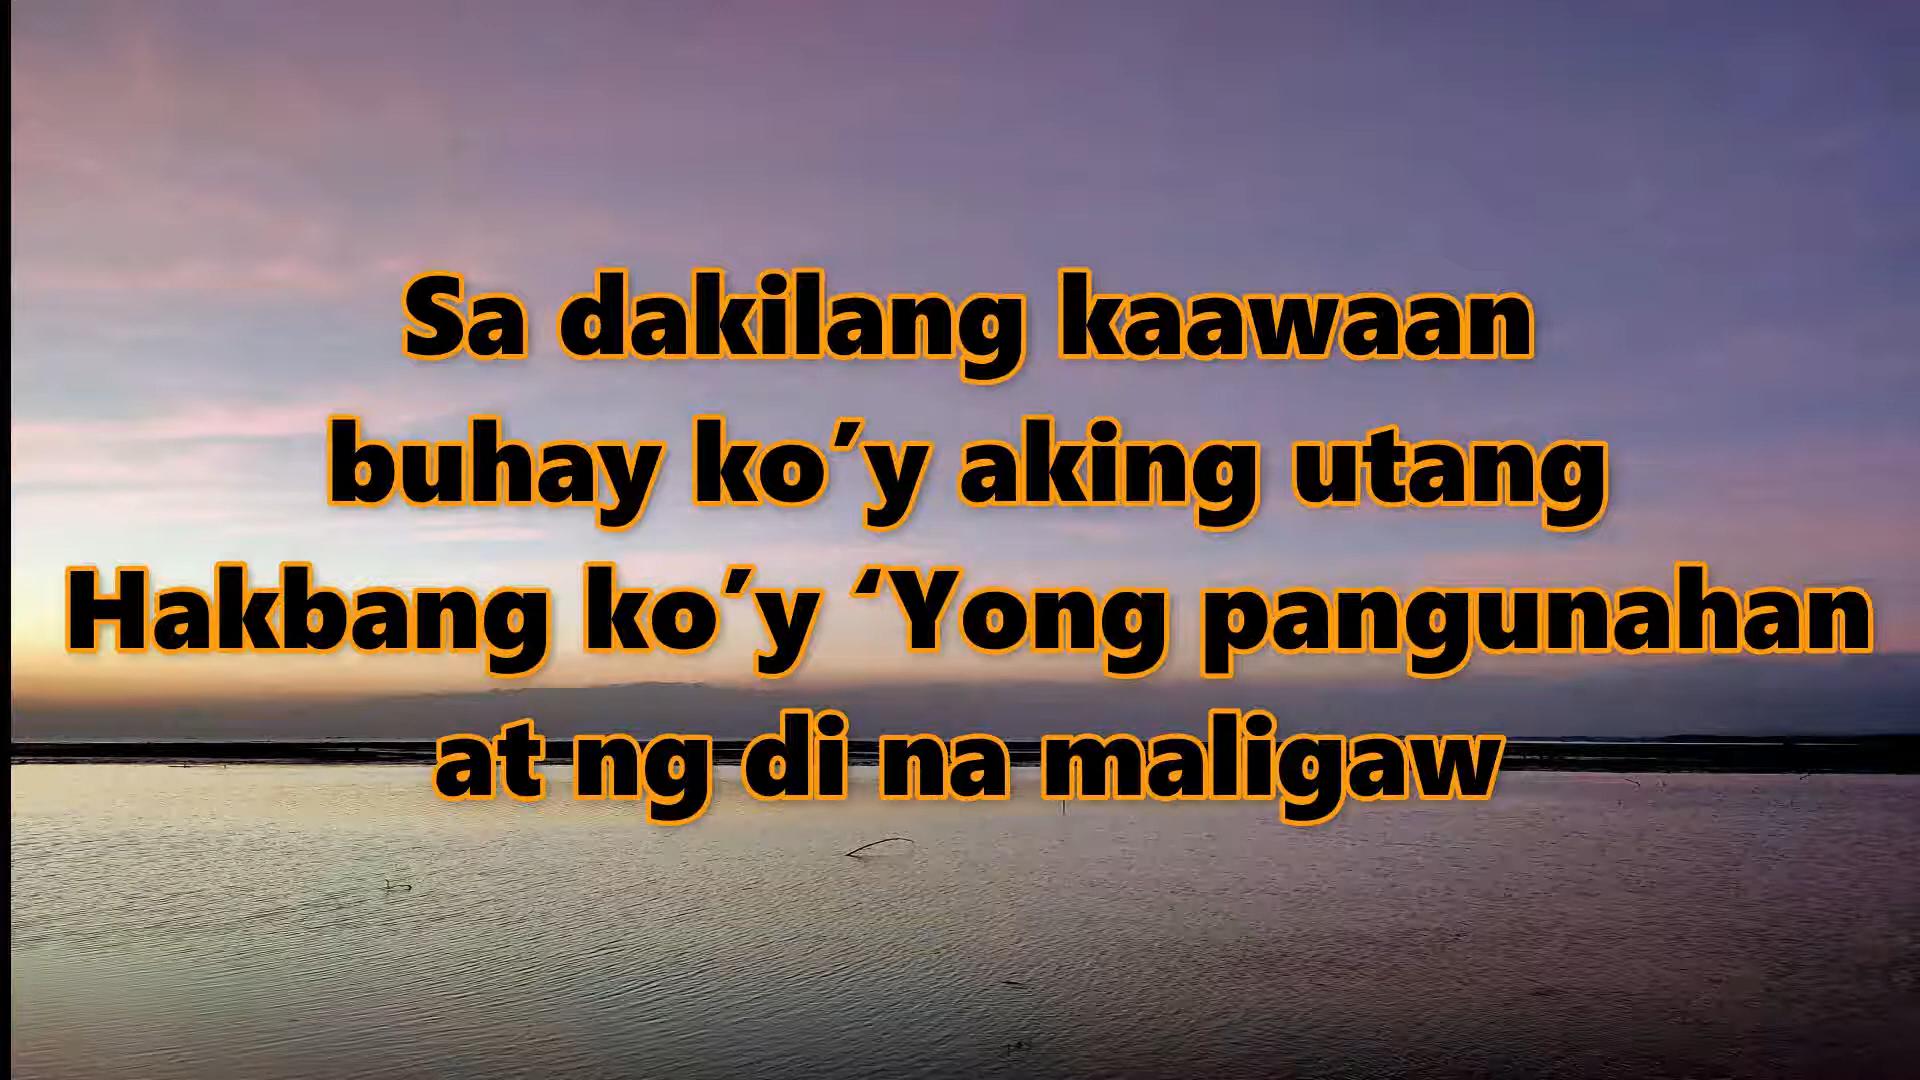 Sa dakilang kaawaan
buhay ko’y aking utang
Hakbang ko’y ‘Yong pangunahan
at ng di na maligaw